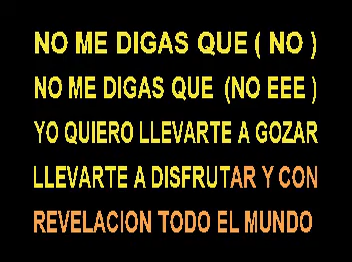 NO ME DIGAS QUE ( NO )
NO ME DIGAS QUE (NO EEE )
YO QUIERO LLEVARTE A GOZAR
LLEVARTE A DISFRUTAR Y CON
REVELACION TODO EL MUNDO